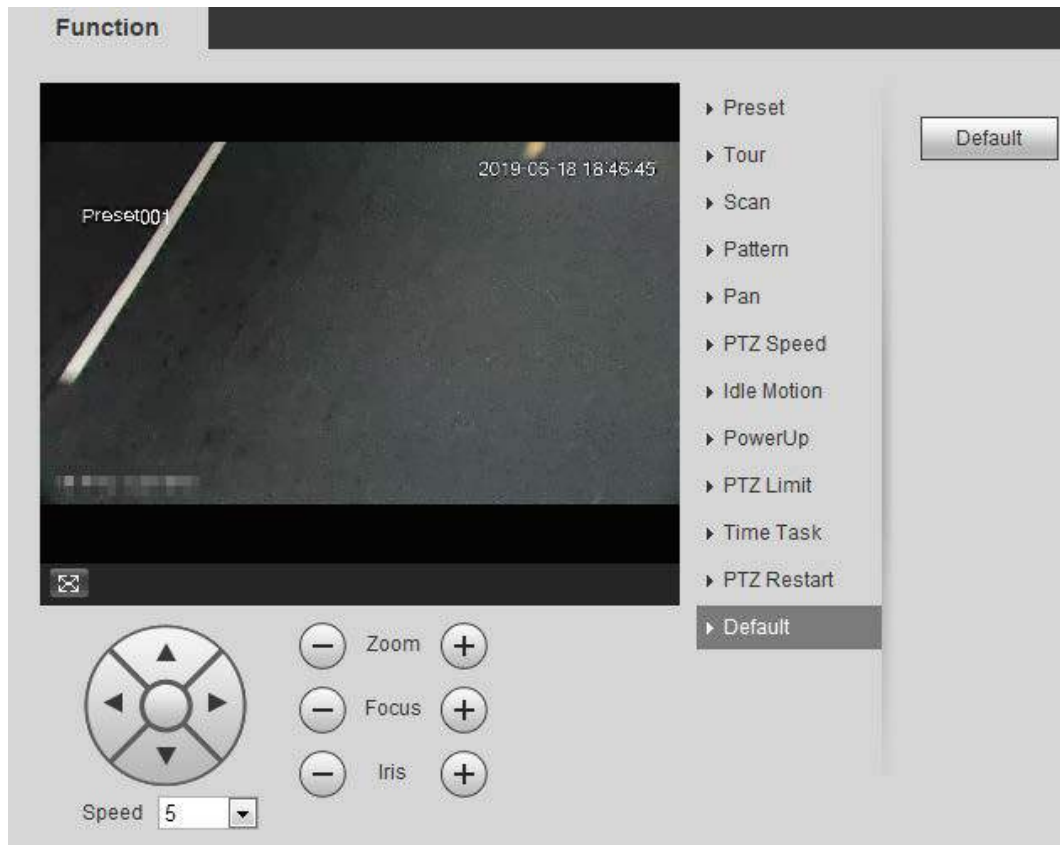 Function
2019-05-18 18:46:45
Preset001
Preset
Tour
Scan
Pattern
Pan
PTZ Speed
Idle Motion
PowerUp
PTZ Limit
Time Task
PTZ Restart
Default
Default
Zoom
Focus
Iris
Speed 5